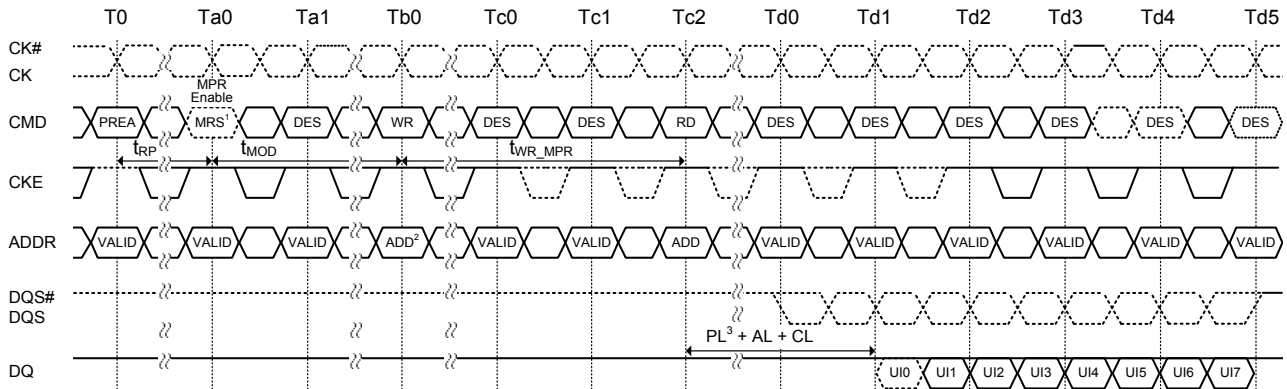 T0 Ta0 Ta1 Tb0 Tc0 Tc1 Tc2 Td0 Td1 Td2 Td3 Td4 Td5
CK#
CK
MPR
Enable
CMD PREA MRS¹ DES WR DES DES RD DES DES DES DES DES DES
tRP tMOD tWR_MPR
CKE
ADDR VALID VALID VALID ADD² VALID VALID ADD VALID VALID VALID VALID VALID VALID
DQS#
DQS
PL³ + AL + CL
DQ UI0 UI1 UI2 UI3 UI4 UI5 UI6 UI7